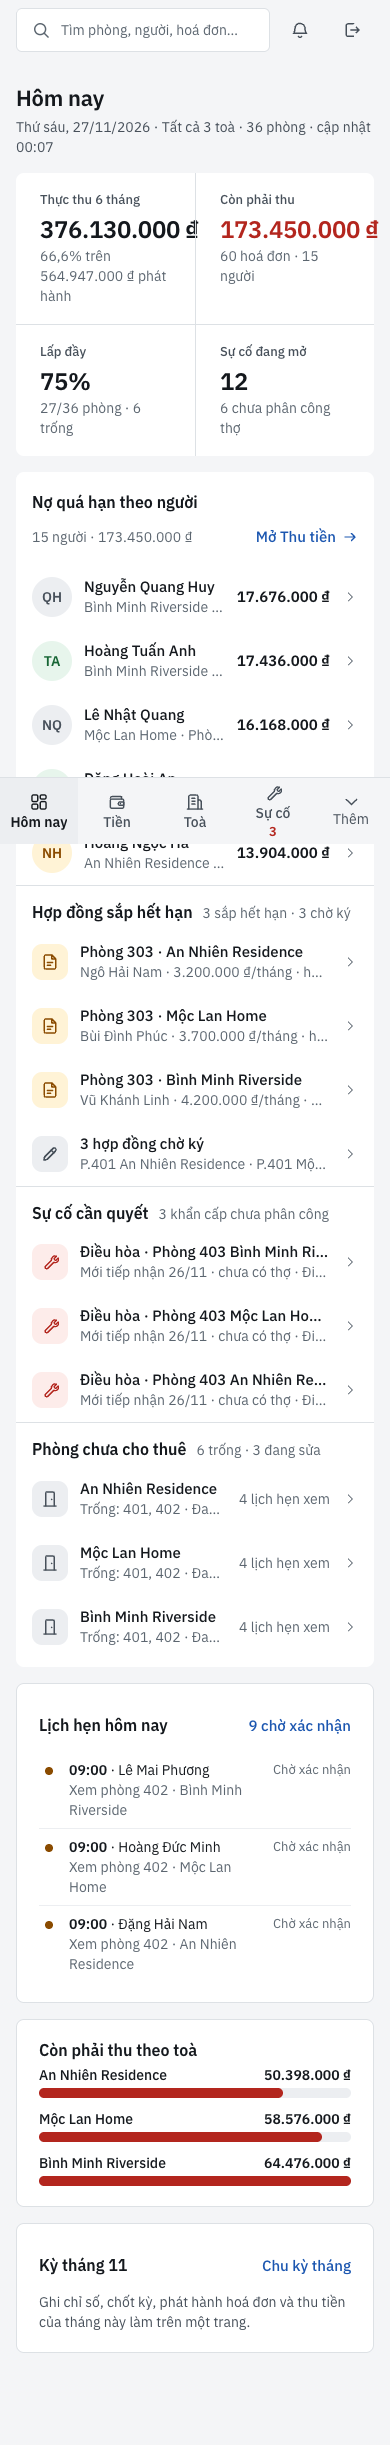 Tìm phòng, người, hoá đơn...
Hôm nay
Thứ sáu, 27/11/2026 · Tất cả 3 toà · 36 phòng · cập nhật
00:07
Thực thu 6 tháng
376.130.000 ₫
66,6% trên
564.947.000 ₫ phát
hành
Còn phải thu
173.450.000 ₫
60 hoá đơn · 15
người
Lấp đầy
75%
27/36 phòng · 6
trống
Sự cố đang mở
12
6 chưa phân công
thợ
Nợ quá hạn theo người
15 người · 173.450.000 ₫
Mở Thu tiền →
QH
Nguyễn Quang Huy
Bình Minh Riverside ...
17.676.000 ₫
TA
Hoàng Tuấn Anh
Bình Minh Riverside ...
17.436.000 ₫
NQ
Lê Nhật Quang
Mộc Lan Home · Phò...
16.168.000 ₫
Hôm nay
Tiền
Toà
Sự cố
3
Thêm
NH
An Nhiên Residence ...
13.904.000 ₫
Hợp đồng sắp hết hạn 3 sắp hết hạn · 3 chờ ký
Phòng 303 · An Nhiên Residence
Ngô Hải Nam · 3.200.000 ₫/tháng · h...
Phòng 303 · Mộc Lan Home
Bùi Đình Phúc · 3.700.000 ₫/tháng · h...
Phòng 303 · Bình Minh Riverside
Vũ Khánh Linh · 4.200.000 ₫/tháng · ...
3 hợp đồng chờ ký
P.401 An Nhiên Residence · P.401 Mộ...
Sự cố cần quyết 3 khẩn cấp chưa phân công
Điều hòa · Phòng 403 Bình Minh Ri...
Mới tiếp nhận 26/11 · chưa có thợ · Đi...
Điều hòa · Phòng 403 Mộc Lan Ho...
Mới tiếp nhận 26/11 · chưa có thợ · Đi...
Điều hòa · Phòng 403 An Nhiên Re...
Mới tiếp nhận 26/11 · chưa có thợ · Đi...
Phòng chưa cho thuê 6 trống · 3 đang sửa
An Nhiên Residence
Trống: 401, 402 · Đa...
4 lịch hẹn xem
Mộc Lan Home
Trống: 401, 402 · Đa...
4 lịch hẹn xem
Bình Minh Riverside
Trống: 401, 402 · Đa...
4 lịch hẹn xem
Lịch hẹn hôm nay
9 chờ xác nhận
09:00 · Lê Mai Phương
Xem phòng 402 · Bình Minh
Riverside
Chờ xác nhận
09:00 · Hoàng Đức Minh
Xem phòng 402 · Mộc Lan
Home
Chờ xác nhận
09:00 · Đặng Hải Nam
Xem phòng 402 · An Nhiên
Residence
Chờ xác nhận
Còn phải thu theo toà
An Nhiên Residence 50.398.000 ₫
Mộc Lan Home 58.576.000 ₫
Bình Minh Riverside 64.476.000 ₫
Kỳ tháng 11
Chu kỳ tháng
Ghi chỉ số, chốt kỳ, phát hành hoá đơn và thu tiền
của tháng này làm trên một trang.